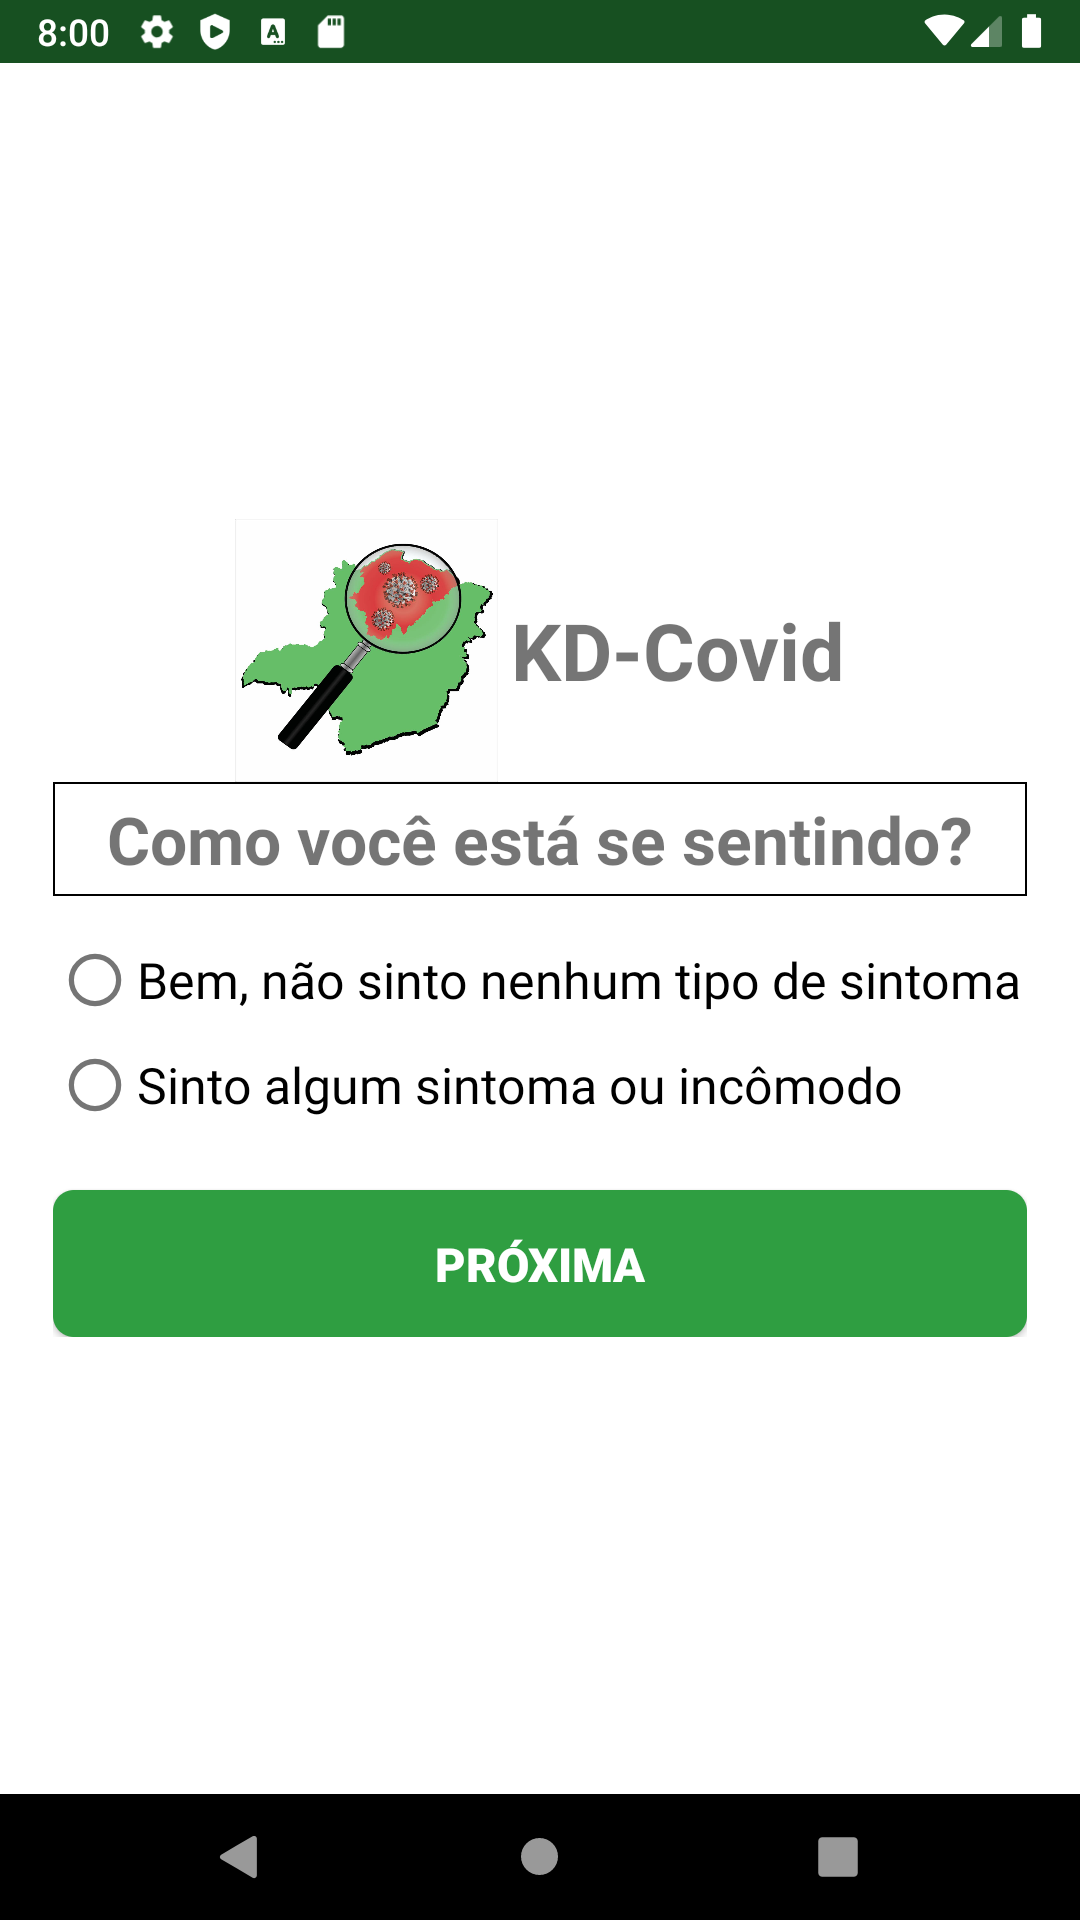 8:00
KD-Covid
Como você está se sentindo?
Bem, não sinto nenhum tipo de sintoma
Sinto algum sintoma ou incômodo
PRÓXIMA